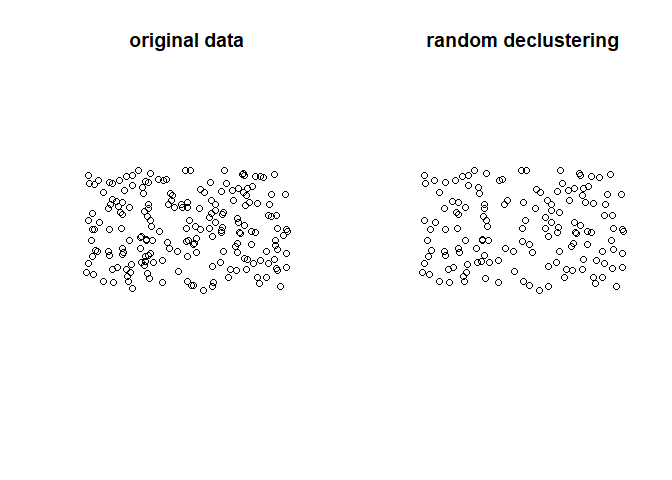 original data
random declustering